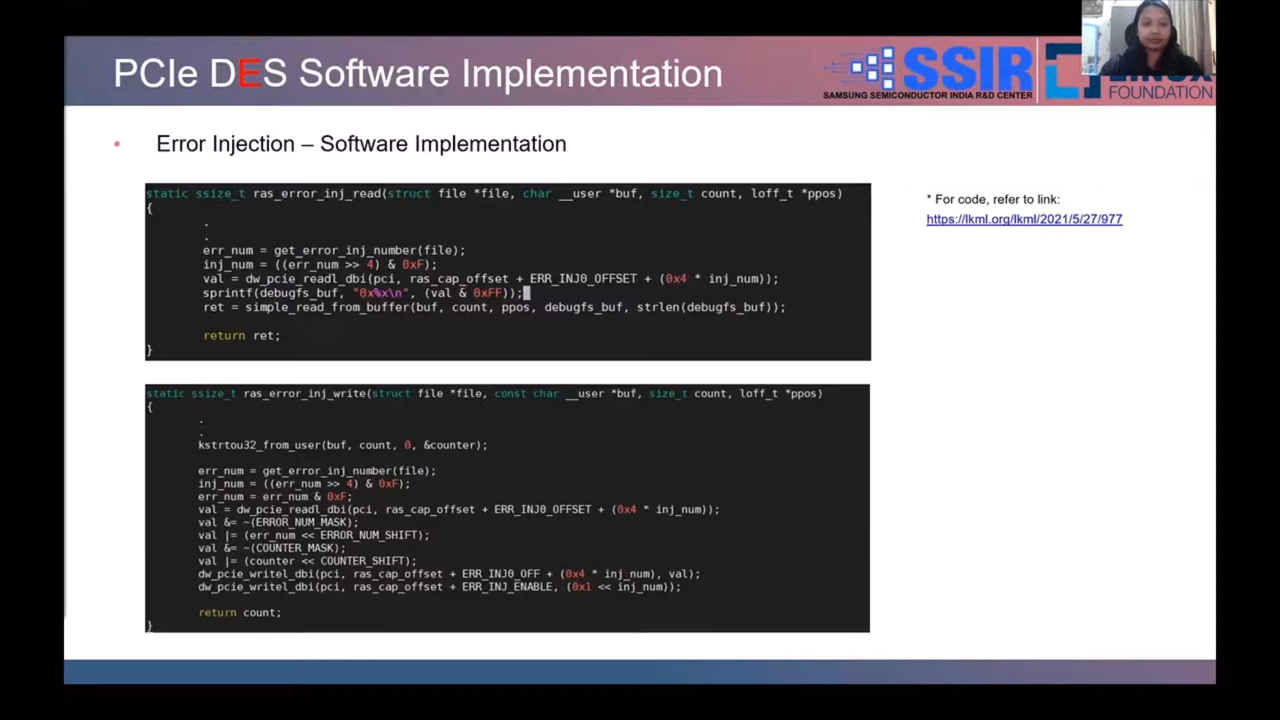 PCIe DES Software Implementation
SSIR
SAMSUNG SEMICONDUCTOR INDIA R&D CENTER
FOUNDATION
• Error Injection – Software Implementation
static ssize_t ras_error_inj_read(struct file *file, char __user *buf, size_t count, loff_t *ppos)
{
.
.
err_num = get_error_inj_number(file);
inj_num = ((err_num >> 4) & 0xF);
val = dw_pcie_readl_dbi(pci, ras_cap_offset + ERR_INJ0_OFFSET + (0x4 * inj_num));
sprintf(debugfs_buf, "0x%x\n", (val & 0xFF));
ret = simple_read_from_buffer(buf, count, ppos, debugfs_buf, strlen(debugfs_buf));
return ret;
}
* For code, refer to link:
https://lkml.org/lkml/2021/5/27/977
static ssize_t ras_error_inj_write(struct file *file, const char __user *buf, size_t count, loff_t *ppos)
{
.
.
kstrtou32_from_user(buf, count, 0, &counter);
err_num = get_error_inj_number(file);
inj_num = ((err_num >> 4) & 0xF);
err_num = err_num & 0xF;
val = dw_pcie_readl_dbi(pci, ras_cap_offset + ERR_INJ0_OFFSET + (0x4 * inj_num));
val &= ~(ERROR_NUM_MASK);
val |= (err_num << ERROR_NUM_SHIFT);
val &= ~(COUNTER_MASK);
val |= (counter << COUNTER_SHIFT);
dw_pcie_writel_dbi(pci, ras_cap_offset + ERR_INJ0_OFF + (0x4 * inj_num), val);
dw_pcie_writel_dbi(pci, ras_cap_offset + ERR_INJ_ENABLE, (0x1 << inj_num));
return count;
}